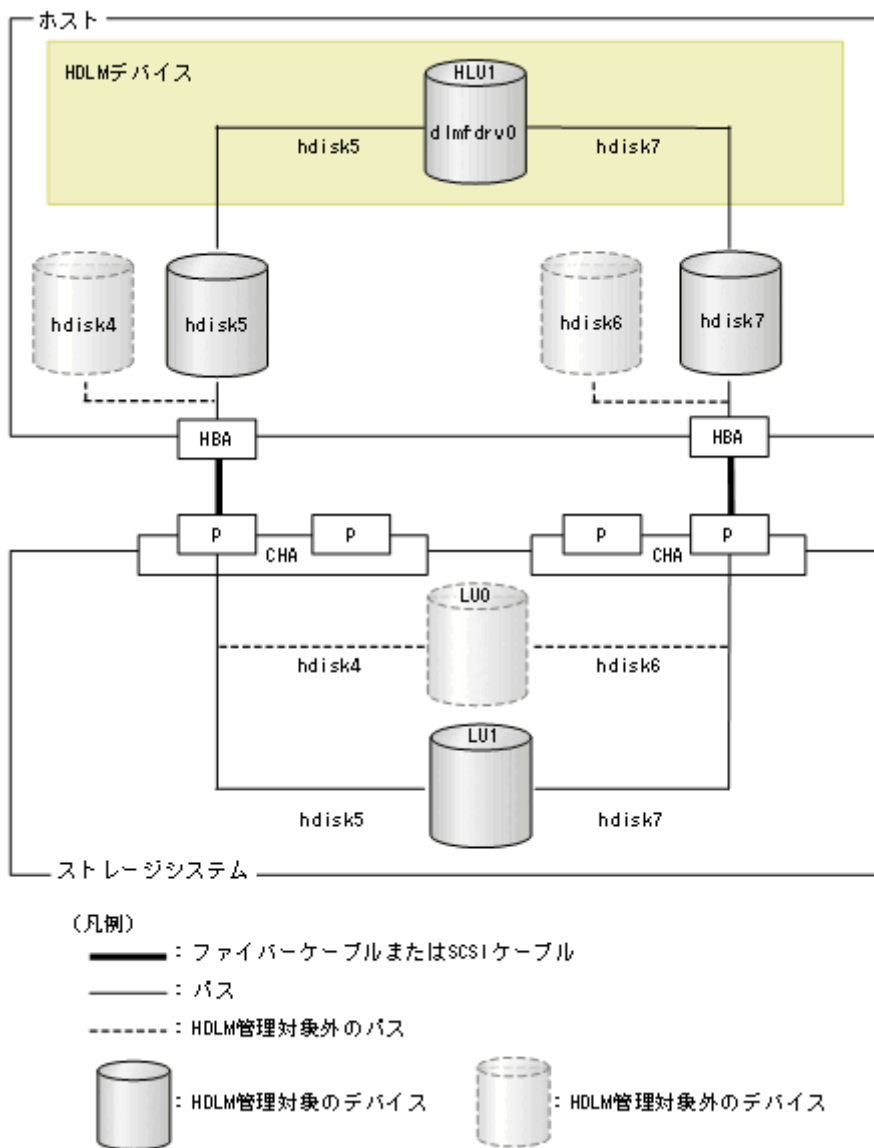 ホスト
HDLMデバイス
HLU1
dlmfdrv0
hdisk5
hdisk7
hdisk4
hdisk5
hdisk6
hdisk7
HBA
HBA
P
P
P
P
CHA
CHA
LU0
hdisk4
hdisk6
LU1
hdisk5
hdisk7
ストレージシステム
(凡例)
：ファイバーケーブルまたはSCSIケーブル
：パス
：HDLM管理対象外のパス
：HDLM管理対象のデバイス
：HDLM管理対象外のデバイス